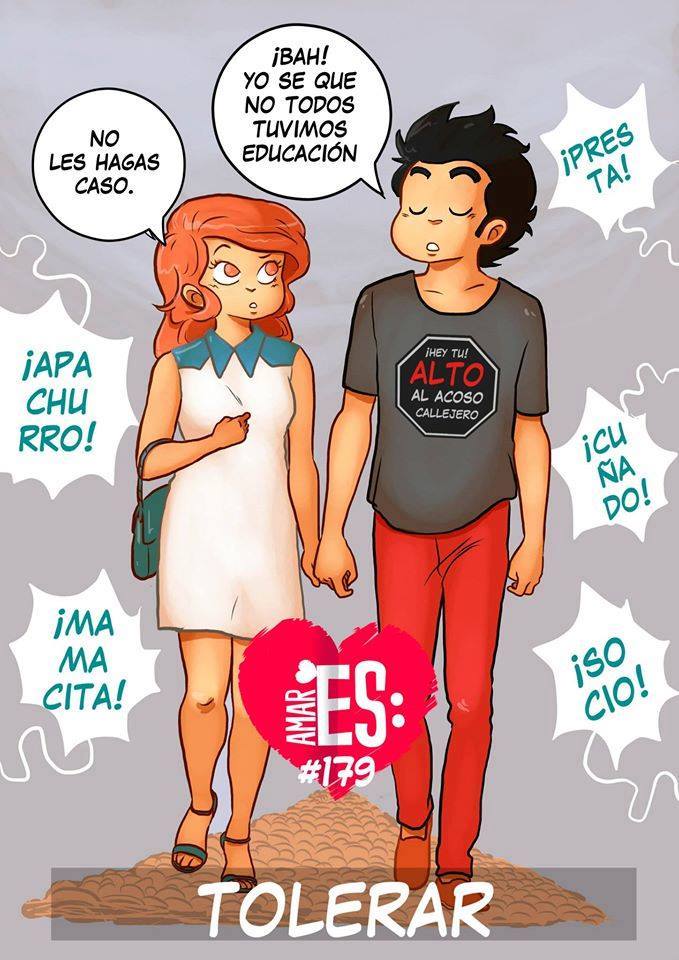 ¡BAH!
YO SE QUE
NO TODOS
TUVIMOS
EDUCACIÓN
NO
LES HAGAS
CASO.
¡PRES
TA!
¡APA
CHU
RRO!
¡HEY TU!
ALTO
AL ACOSO
CALLEJERO
¡CU
ÑA
DO!
¡MA
MA
CITA!
¡SO
CIO!
AMAR
ES:
#179
TOLERAR